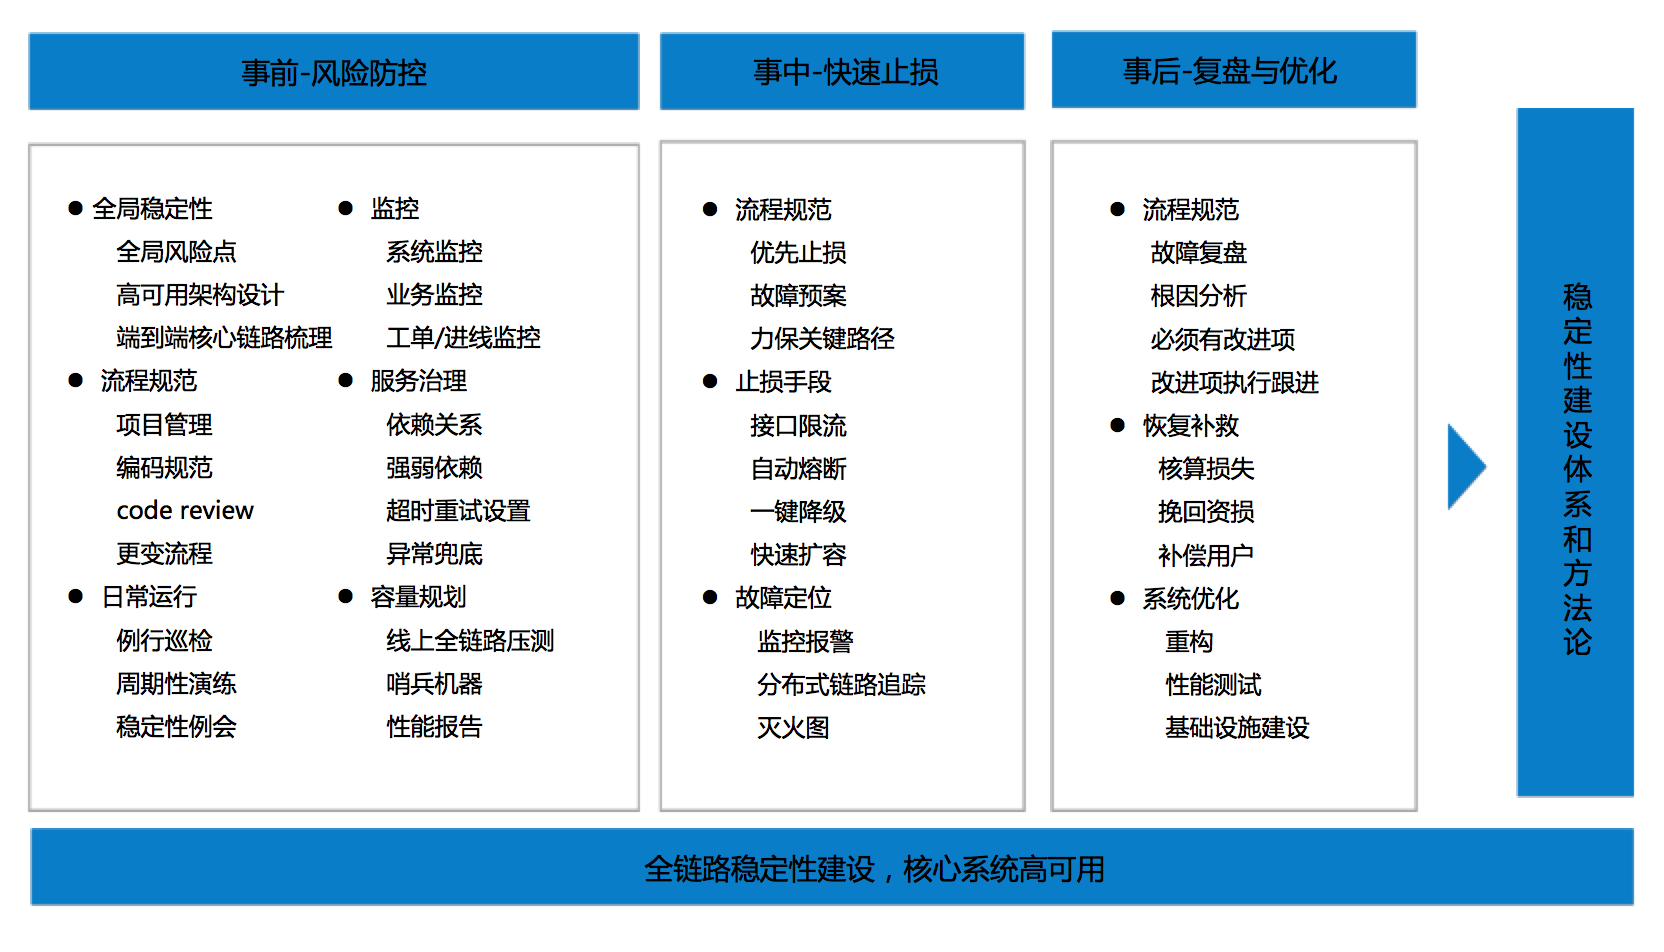 事前-风险防控
● 全局稳定性
全局风险点
高可用架构设计
端到端核心链路梳理
● 流程规范
项目管理
编码规范
code review
更变流程
● 日常运行
例行巡检
周期性演练
稳定性例会
● 监控
系统监控
业务监控
工单/进线监控
● 服务治理
依赖关系
强弱依赖
超时重试设置
异常兜底
● 容量规划
线上全链路压测
哨兵机器
性能报告
事中-快速止损
● 流程规范
优先止损
故障预案
力保关键路径
● 止损手段
接口限流
自动熔断
一键降级
快速扩容
● 故障定位
监控报警
分布式链路追踪
灭火图
事后-复盘与优化
● 流程规范
故障复盘
根因分析
必须有改进项
改进项执行跟进
● 恢复补救
核算损失
挽回资损
补偿用户
● 系统优化
重构
性能测试
基础设施建设
稳定性建设体系和方法论
全链路稳定性建设，核心系统高可用